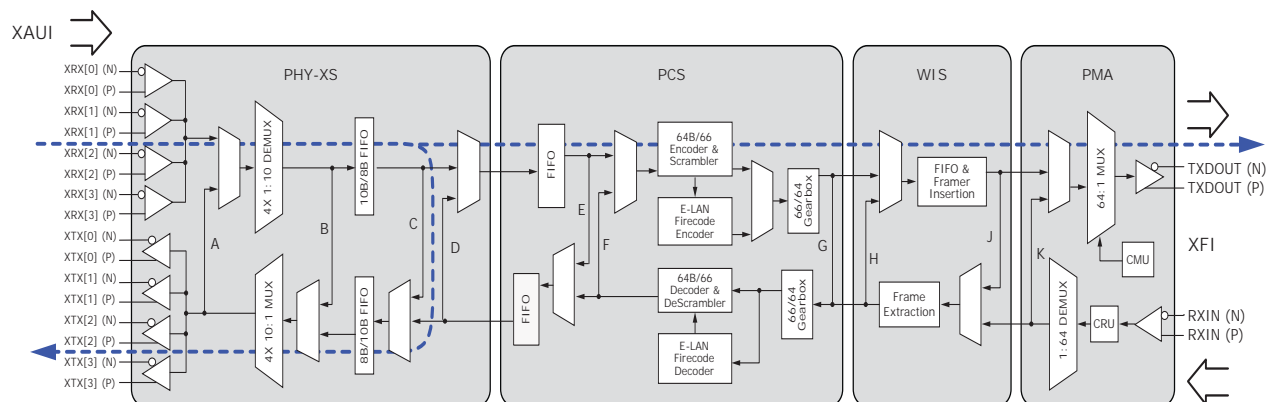 XAUI
PHY-XS
PCS
WIS
PMA
XRX[0] (N)
XRX[0] (P)
XRX[1] (N)
XRX[1] (P)
XRX[2] (N)
XRX[2] (P)
XRX[3] (N)
XRX[3] (P)
XTX[0] (N)
XTX[0] (P)
XTX[1] (N)
XTX[1] (P)
XTX[2] (N)
XTX[2] (P)
XTX[3] (N)
XTX[3] (P)
A
4X 1:10 DEMUX
4X 10:1 MUX
B
10B/8B FIFO
8B/10B FIFO
C
D
FIFO
FIFO
E
F
64B/66
Encoder &
Scrambler
E-LAN
Firecode
Encoder
64B/66
Decoder &
DeScrambler
E-LAN
Firecode
Decoder
66/64
Gearbox
66/64
Gearbox
G
H
FIFO &
Framer
Insertion
Frame
Extraction
J
K
64:1 MUX
1:64 DEMUX
CMU
CRU
TXDOUT (N)
TXDOUT (P)
XFI
RXIN (N)
RXIN (P)